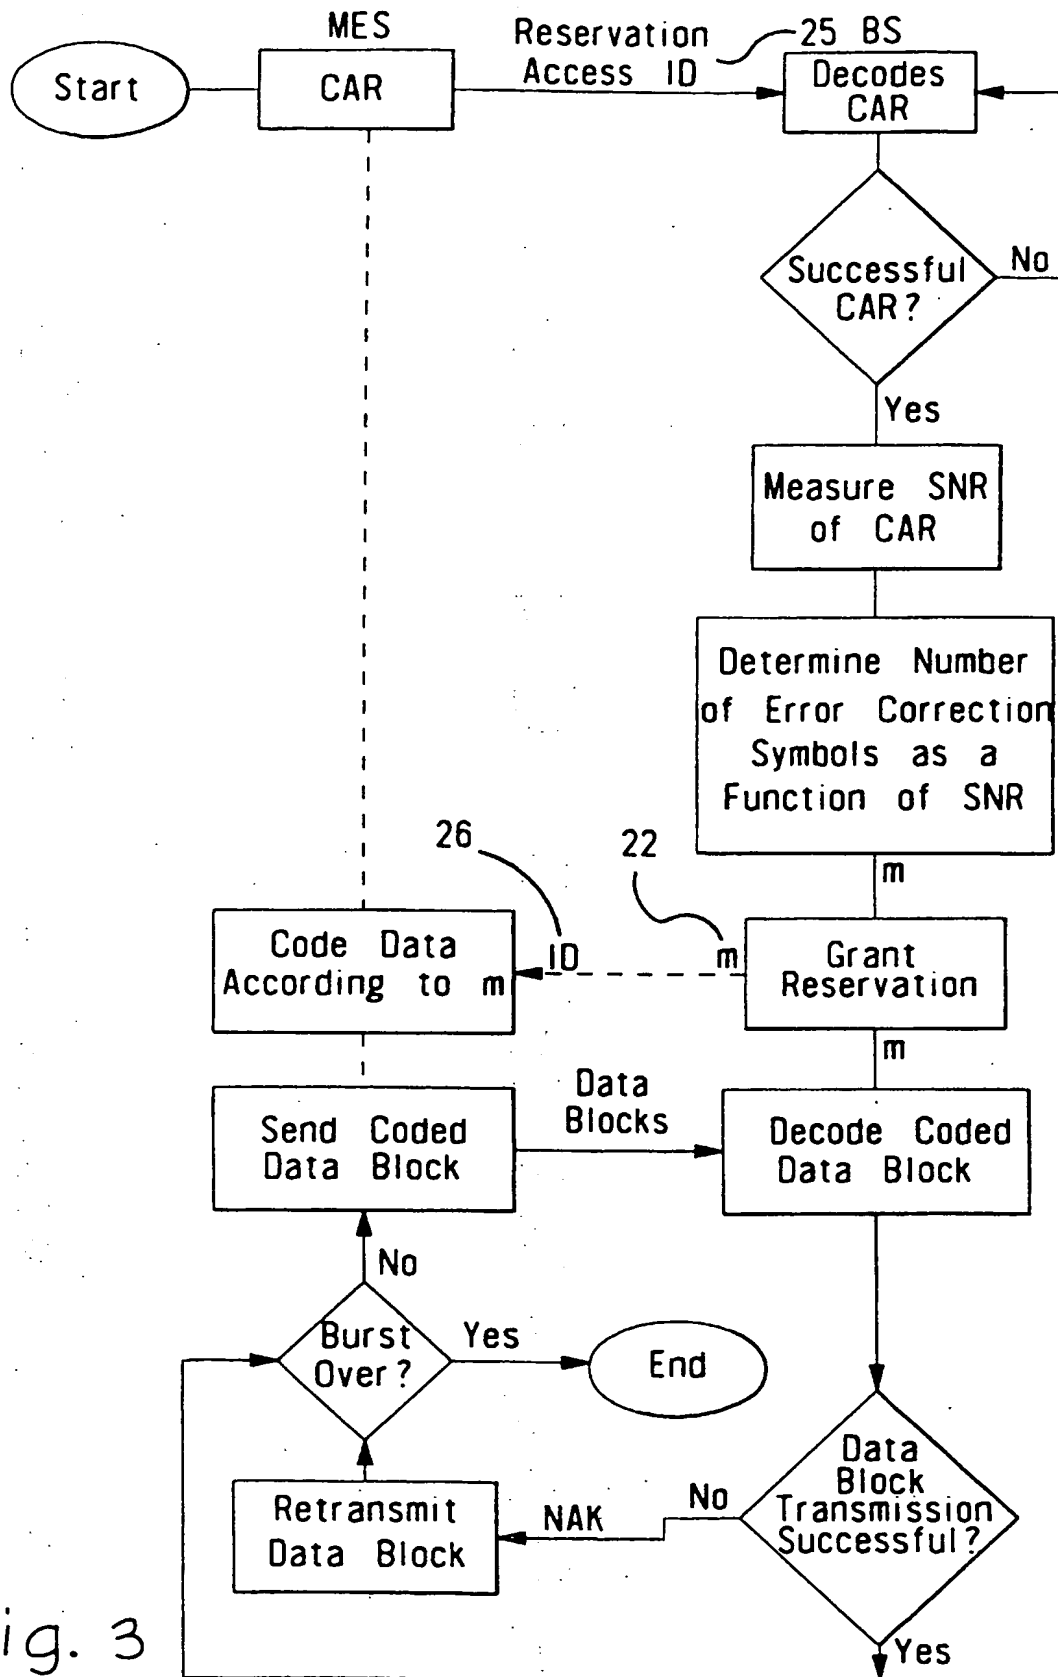 MES
Reservation
Access ID
25 BS
Start
CAR
Decodes
CAR
Successful
CAR?
No
Yes
Measure SNR
of CAR
Determine Number
of Error Correction
Symbols as a
Function of SNR
m
26
22
Code Data
According to m
ID
m
Grant
Reservation
m
Data
Blocks
Send Coded
Data Block
Decode Coded
Data Block
No
Burst
Over?
Yes
End
Data
Block
Transmission
Successful?
No
NAK
Retransmit
Data Block
Yes
ig. 3